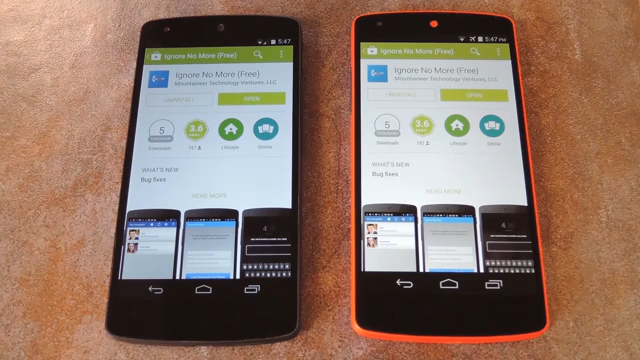 5:47
Ignore No More (Free)
Ignore No More (Free)
Mountaineer Technology Ventures, LLC
UNINSTALL
OPEN
5
Downloads
3.6
Lifestyle
Similar
WHAT'S NEW
Bug fixes
READ MORE
5:47 PM
Ignore No More (Free)
Ignore No More (Free)
Mountaineer Technology Ventures, LLC
UNINSTALL
OPEN
5
Downloads
3.6
Lifestyle
Similar
WHAT'S NEW
Bug fixes
READ MORE